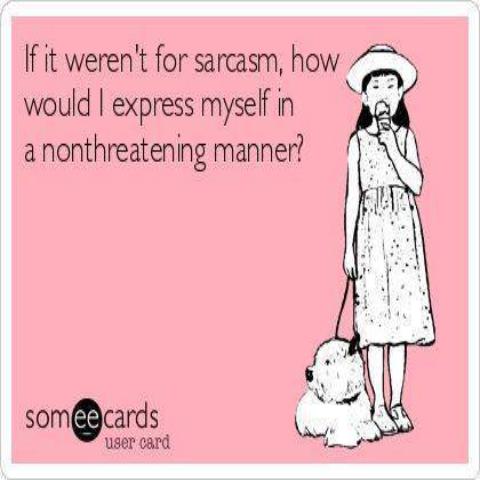 If it weren't for sarcasm, how
would I express myself in
a nonthreatening manner?
someecards
user card